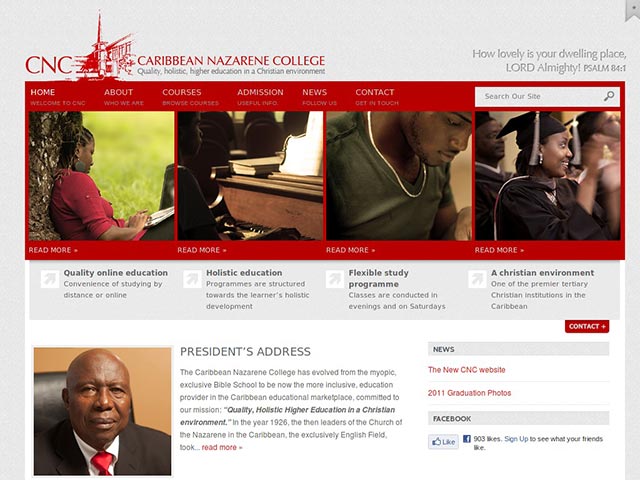 CNC CARIBBEAN NAZARENE COLLEGE
Quality, holistic, higher education in a Christian environment
How lovely is your dwelling place,
LORD Almighty! PSALM 84:1
HOME ABOUT COURSES ADMISSION NEWS CONTACT
WELCOME TO CNC WHO WE ARE BROWSE COURSES USEFUL INFO. FOLLOW US GET IN TOUCH
Search Our Site
READ MORE » READ MORE » READ MORE » READ MORE »
Quality online education
Convenience of studying by
distance or online
Holistic education
Programmes are structured
towards the learner's holistic
development
Flexible study
programme
Classes are conducted in
evenings and on Saturdays
A christian environment
One of the premier tertiary
Christian institutions in the
Caribbean
CONTACT +
PRESIDENT'S ADDRESS
The Caribbean Nazarene College has evolved from the myopic,
exclusive Bible School to be now the more inclusive, education
provider in the Caribbean educational marketplace, committed to
our mission; "Quality, Holistic Higher Education in a Christian
environment." In the year 1926, the then leaders of the Church of
the Nazarene in the Caribbean, the exclusively English Field,
took... read more »
NEWS
The New CNC website
2011 Graduation Photos
FACEBOOK
Like 903 likes. Sign Up to see what your friends
like.